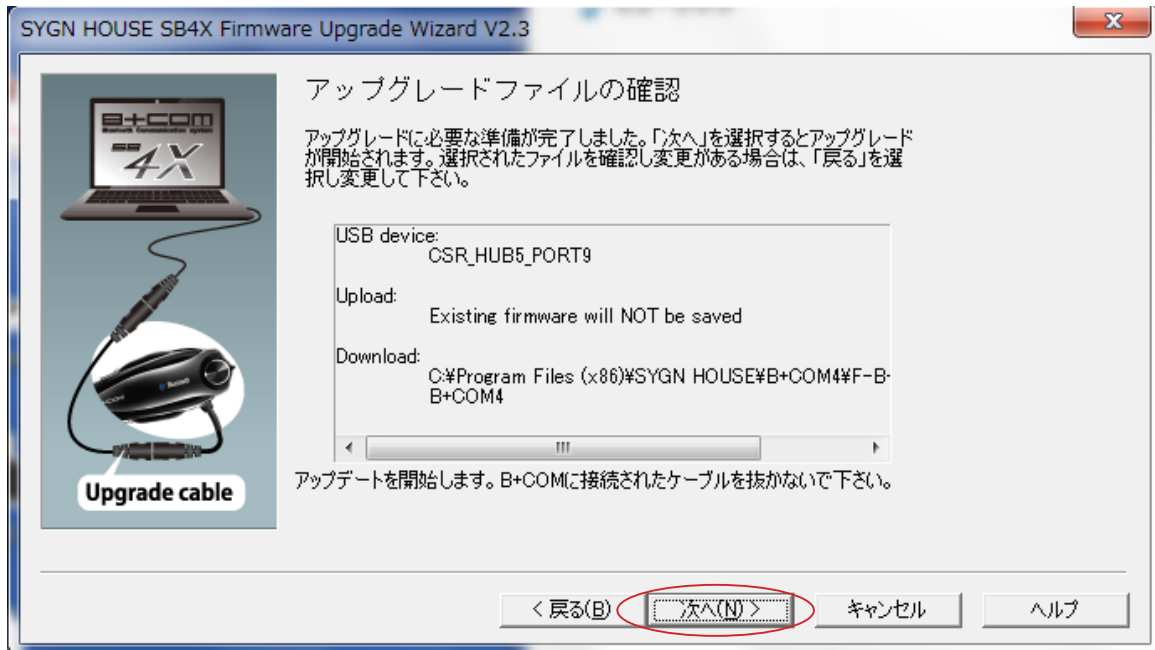 SYGN HOUSE SB4X Firmware Upgrade Wizard V2.3
アップグレードファイルの確認
アップグレードに必要な準備が完了しました。「次へ」を選択するとアップグレード
が開始されます。選択されたファイルを確認し変更がある場合は、「戻る」を選
択し変更して下さい。
B+COM
SB
4X
USB device:
CSR_HUB5_PORT9
Upload:
Existing firmware will NOT be saved
Download:
C:¥Program Files (x86)¥SYGN HOUSE¥B+COM4¥F-B-
B+COM4
Upgrade cable
アップデートを開始します。B+COMに接続されたケーブルを抜かないで下さい。
< 戻る(B)
次へ(N) >
キャンセル
ヘルプ